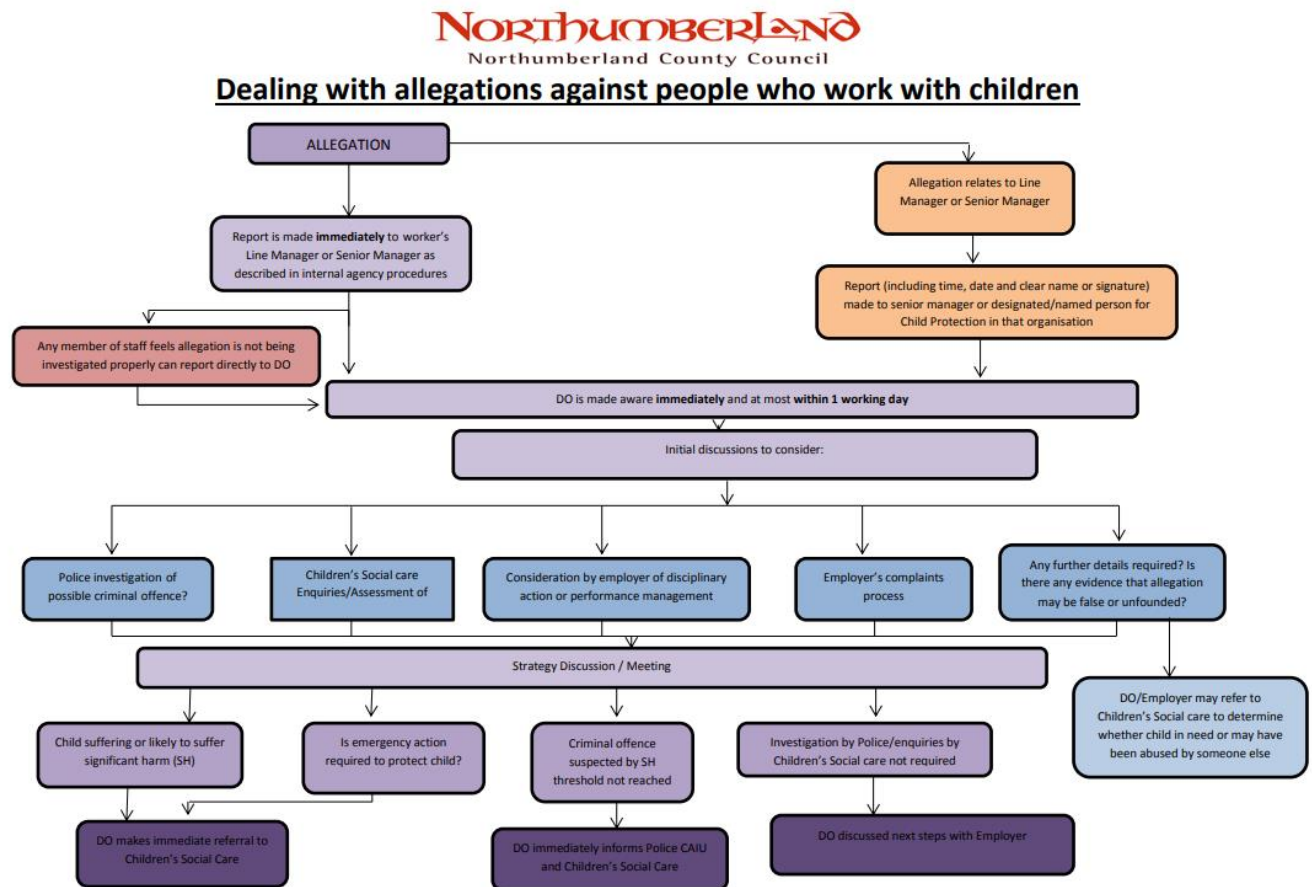 NORTHUMBERLAND
Northumberland County Council
Dealing with allegations against people who work with children
ALLEGATION
Allegation relates to Line
Manager or Senior Manager
Report is made immediately to worker's
Line Manager or Senior Manager as
described in internal agency procedures
Report (including time, date and clear name or signature)
made to senior manager or designated/named person for
Child Protection in that organisation
Any member of staff feels allegation is not being
investigated properly can report directly to DO
DO is made aware immediately and at most within 1 working day
Initial discussions to consider:
Police investigation of
possible criminal offence?
Children's Social care
Enquiries/Assessment of
Consideration by employer of disciplinary
action or performance management
Employer's complaints
process
Any further details required? Is
there any evidence that allegation
may be false or unfounded?
Strategy Discussion / Meeting
DO/Employer may refer to
Children's Social care to determine
whether child in need or may have
been abused by someone else
Child suffering or likely to suffer
significant harm (SH)
Is emergency action
required to protect child?
Criminal offence
suspected by SH
threshold not reached
Investigation by Police/enquiries by
Children's Social care not required
DO makes immediate referral to
Children's Social Care
DO immediately informs Police CAIU
and Children's Social Care
DO discussed next steps with Employer